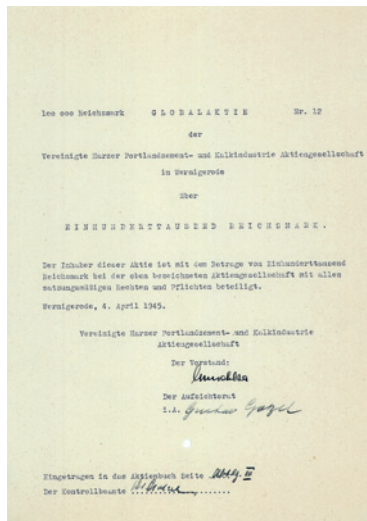 100 000 Reichsmark GLOBALAKTIE Nr. 12
der
Vereinigte Harzer Portlandzement- und Kalkindustrie Aktiengesellschaft
in Wernigerode
über
EINHUNDERTTAUSEND REICHSMARK.
Der Inhaber dieser Aktie ist mit dem Betrage von Einhunderttausend
Reichsmark bei der oben bezeichneten Aktiengesellschaft mit allen
satzungsmäßigen Rechten und Pflichten beteiligt.
Wernigerode, 4. April 1945.
Vereinigte Harzer Portlandzement- und Kalkindustrie
Aktiengesellschaft
Der Vorstand:
Der Aufsichtsrat
i.A. Gustav
Eingetragen in das Aktienbuch Seite
Der Kontrollbeamte